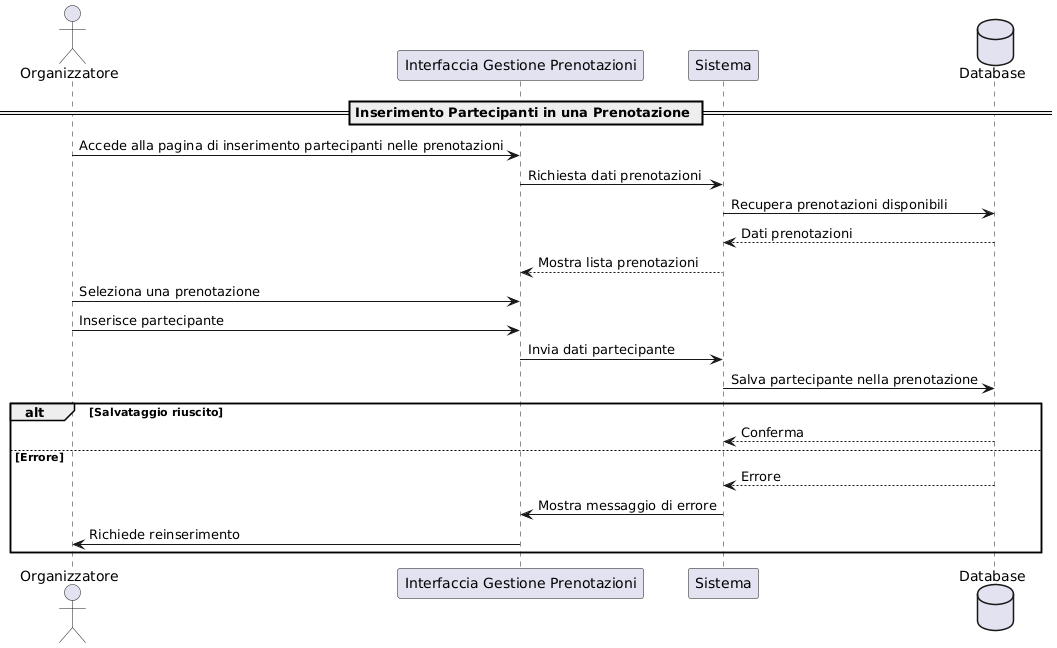 Organizzatore
Interfaccia Gestione Prenotazioni
Sistema
Database
Inserimento Partecipanti in una Prenotazione
Accede alla pagina di inserimento partecipanti nelle prenotazioni
Richiesta dati prenotazioni
Recupera prenotazioni disponibili
Dati prenotazioni
Mostra lista prenotazioni
Seleziona una prenotazione
Inserisce partecipante
Invia dati partecipante
Salva partecipante nella prenotazione
alt [Salvataggio riuscito]
Conferma
[Errore]
Errore
Mostra messaggio di errore
Richiede reinserimento
Organizzatore
Interfaccia Gestione Prenotazioni
Sistema
Database